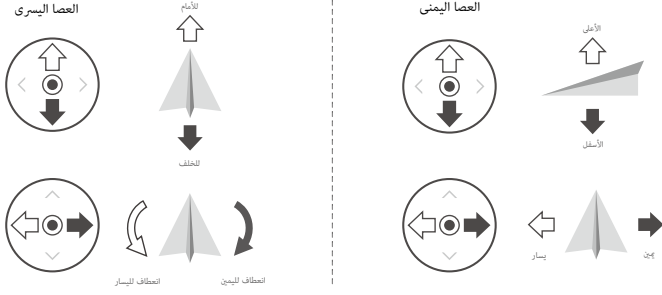 العصا اليمنى
الأعلى
الأسفل
يسار
يمين
العصا اليسرى
للأمام
للخلف
انعطاف لليسار
انعطاف لليمين